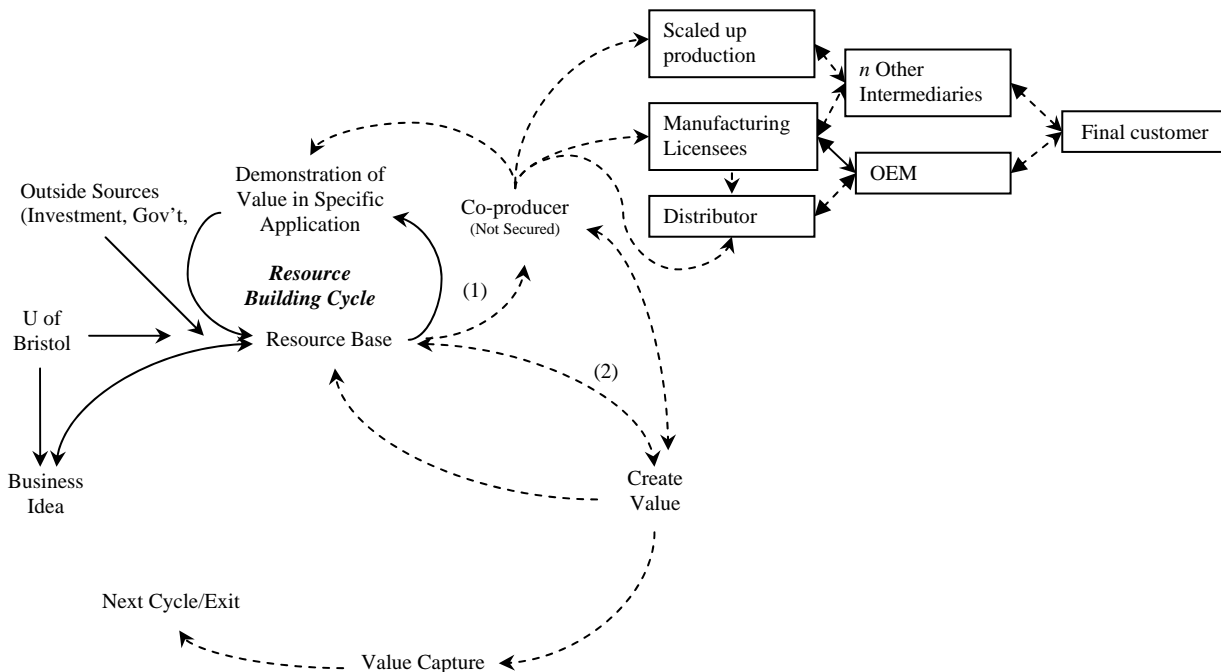 Scaled up
production
n Other
Intermediaries
Manufacturing
Licensees
Final customer
OEM
Distributor
Demonstration of
Value in Specific
Application
Co-producer
(Not Secured)
Outside Sources
(Investment, Gov't,
Resource
Building Cycle
(1)
U of
Bristol
Resource Base
(2)
Business
Idea
Create
Value
Next Cycle/Exit
Value Capture